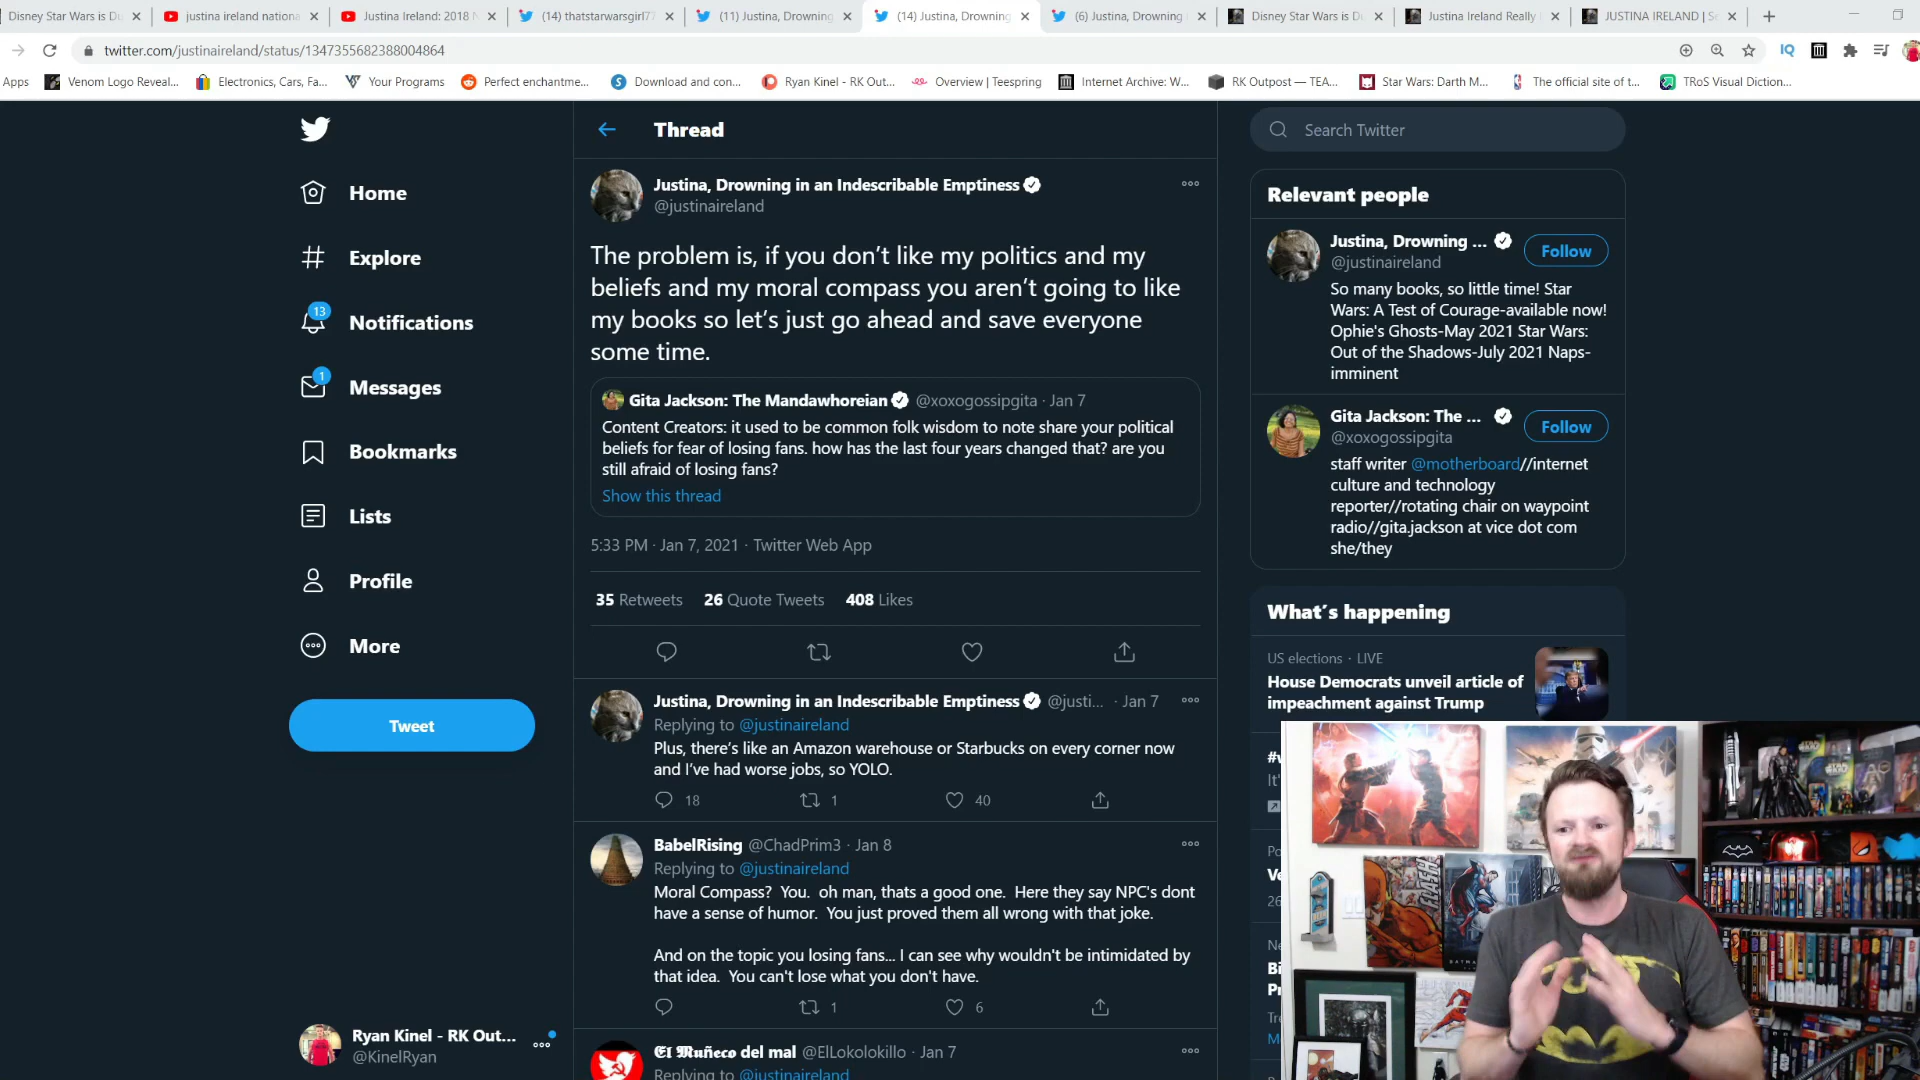 Disney Star Wars is Du
justina ireland nationa
Justina Ireland: 2018 N
(14) thatstarwarsgirl77
(11) Justina, Drowning
(14) Justina, Drowning
(6) Justina, Drowning
Disney Star Wars is Du
Justina Ireland Really
JUSTINA IRELAND | Se
twitter.com/justinaireland/status/1347355682388004864
IQ
Apps
Venom Logo Reveal...
Electronics, Cars, Fa...
Your Programs
Perfect enchantme...
Download and con...
Ryan Kinel - RK Out...
Overview | Teespring
Internet Archive: W...
RK Outpost — TEA...
Star Wars: Darth M...
The official site of t...
TRoS Visual Diction...
Home
Explore
13
Notifications
1
Messages
Bookmarks
Lists
Profile
More
Tweet
Ryan Kinel - RK Out...
@KinelRyan
Thread
Justina, Drowning in an Indescribable Emptiness
@justinaireland
The problem is, if you don’t like my politics and my
beliefs and my moral compass you aren’t going to like
my books so let’s just go ahead and save everyone
some time.
Gita Jackson: The Mandawhoreian @xoxogossipgita · Jan 7
Content Creators: it used to be common folk wisdom to note share your political
beliefs for fear of losing fans. how has the last four years changed that? are you
still afraid of losing fans?
Show this thread
5:33 PM · Jan 7, 2021 · Twitter Web App
35 Retweets 26 Quote Tweets 408 Likes
Justina, Drowning in an Indescribable Emptiness @justi... · Jan 7
Replying to @justinaireland
Plus, there’s like an Amazon warehouse or Starbucks on every corner now
and I’ve had worse jobs, so YOLO.
18 1 40
BabelRising @ChadPrim3 · Jan 8
Replying to @justinaireland
Moral Compass? You. oh man, thats a good one. Here they say NPC's dont
have a sense of humor. You just proved them all wrong with that joke.
And on the topic you losing fans... I can see why wouldn't be intimidated by
that idea. You can't lose what you don't have.
1 6
El Muñeco del mal @ElLokolokillo · Jan 7
Replying to @justinaireland
Search Twitter
Relevant people
Justina, Drowning ...
@justinaireland
Follow
So many books, so little time! Star
Wars: A Test of Courage-available now!
Ophie's Ghosts-May 2021 Star Wars:
Out of the Shadows-July 2021 Naps-
imminent
Gita Jackson: The ...
@xoxogossipgita
Follow
staff writer @motherboard//internet
culture and technology
reporter//rotating chair on waypoint
radio//gita.jackson at vice dot com
she/they
What's happening
US elections · LIVE
House Democrats unveil article of
impeachment against Trump